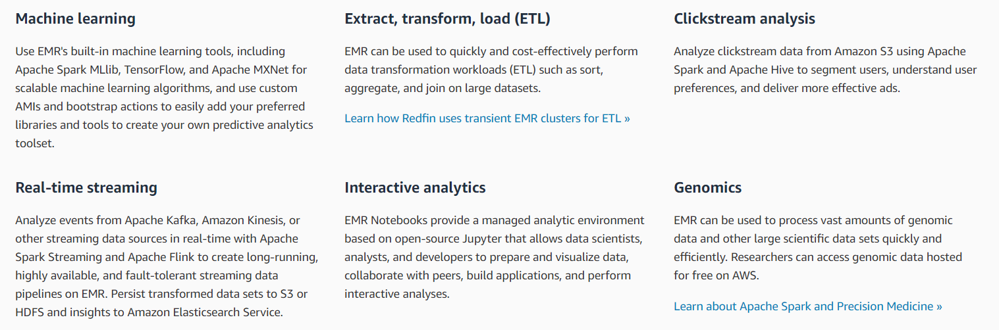 Machine learning
Use EMR's built-in machine learning tools, including
Apache Spark MLlib, TensorFlow, and Apache MXNet for
scalable machine learning algorithms, and use custom
AMIs and bootstrap actions to easily add your preferred
libraries and tools to create your own predictive analytics
toolset.
Extract, transform, load (ETL)
EMR can be used to quickly and cost-effectively perform
data transformation workloads (ETL) such as sort,
aggregate, and join on large datasets.
Learn how Redfin uses transient EMR clusters for ETL »
Clickstream analysis
Analyze clickstream data from Amazon S3 using Apache
Spark and Apache Hive to segment users, understand user
preferences, and deliver more effective ads.
Real-time streaming
Analyze events from Apache Kafka, Amazon Kinesis, or
other streaming data sources in real-time with Apache
Spark Streaming and Apache Flink to create long-running,
highly available, and fault-tolerant streaming data
pipelines on EMR. Persist transformed data sets to S3 or
HDFS and insights to Amazon Elasticsearch Service.
Interactive analytics
EMR Notebooks provide a managed analytic environment
based on open-source Jupyter that allows data scientists,
analysts, and developers to prepare and visualize data,
collaborate with peers, build applications, and perform
interactive analyses.
Genomics
EMR can be used to process vast amounts of genomic
data and other large scientific data sets quickly and
efficiently. Researchers can access genomic data hosted
for free on AWS.
Learn about Apache Spark and Precision Medicine »